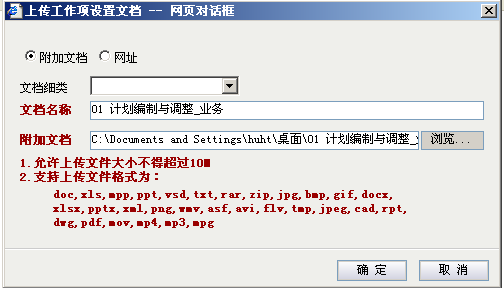 上传工作项设置文档 -- 网页对话框
附加文档 网址
文档细类
文档名称 01 计划编制与调整_业务
附加文档 C:\Documents and Settings\huht\桌面\01 计划编制与调整_ 浏览...
1.允许上传文件大小不得超过10M
2.支持上传文件格式为：
doc,xls,mpp,ppt,vsd,txt,rar,zip,jpg,bmp,gif,docx,
xlsx,pptx,xml,png,wmv,asf,avi,flv,tmp,jpeg,cad,rpt,
dwg,pdf,mov,mp4,mp3,mpg
确 定 取 消